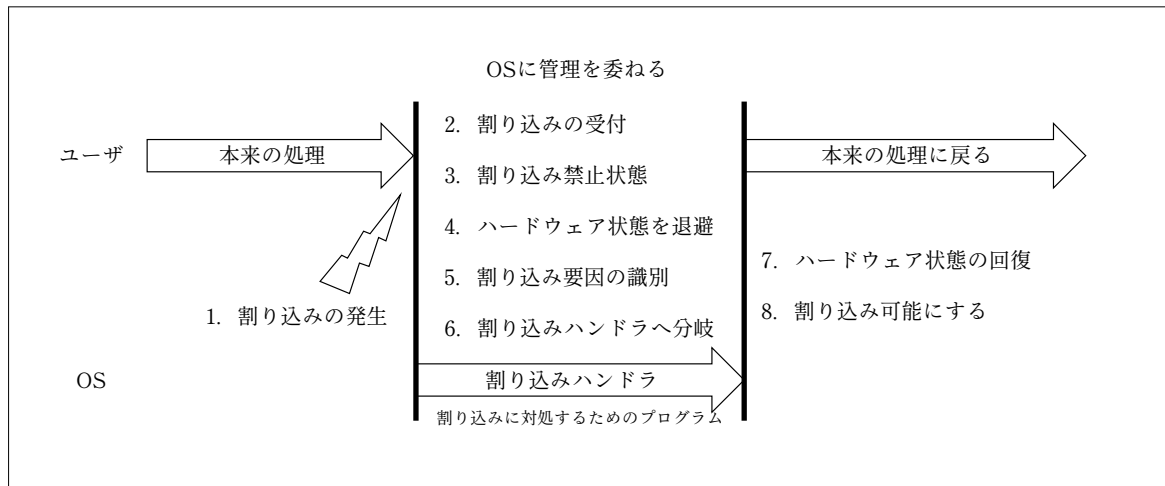 OSに管理を委ねる
ユーザ
本来の処理
2. 割り込みの受付
3. 割り込み禁止状態
4. ハードウェア状態を退避
5. 割り込み要因の識別
6. 割り込みハンドラへ分岐
本来の処理に戻る
1. 割り込みの発生
7. ハードウェア状態の回復
8. 割り込み可能にする
OS
割り込みハンドラ
割り込みに対処するためのプログラム